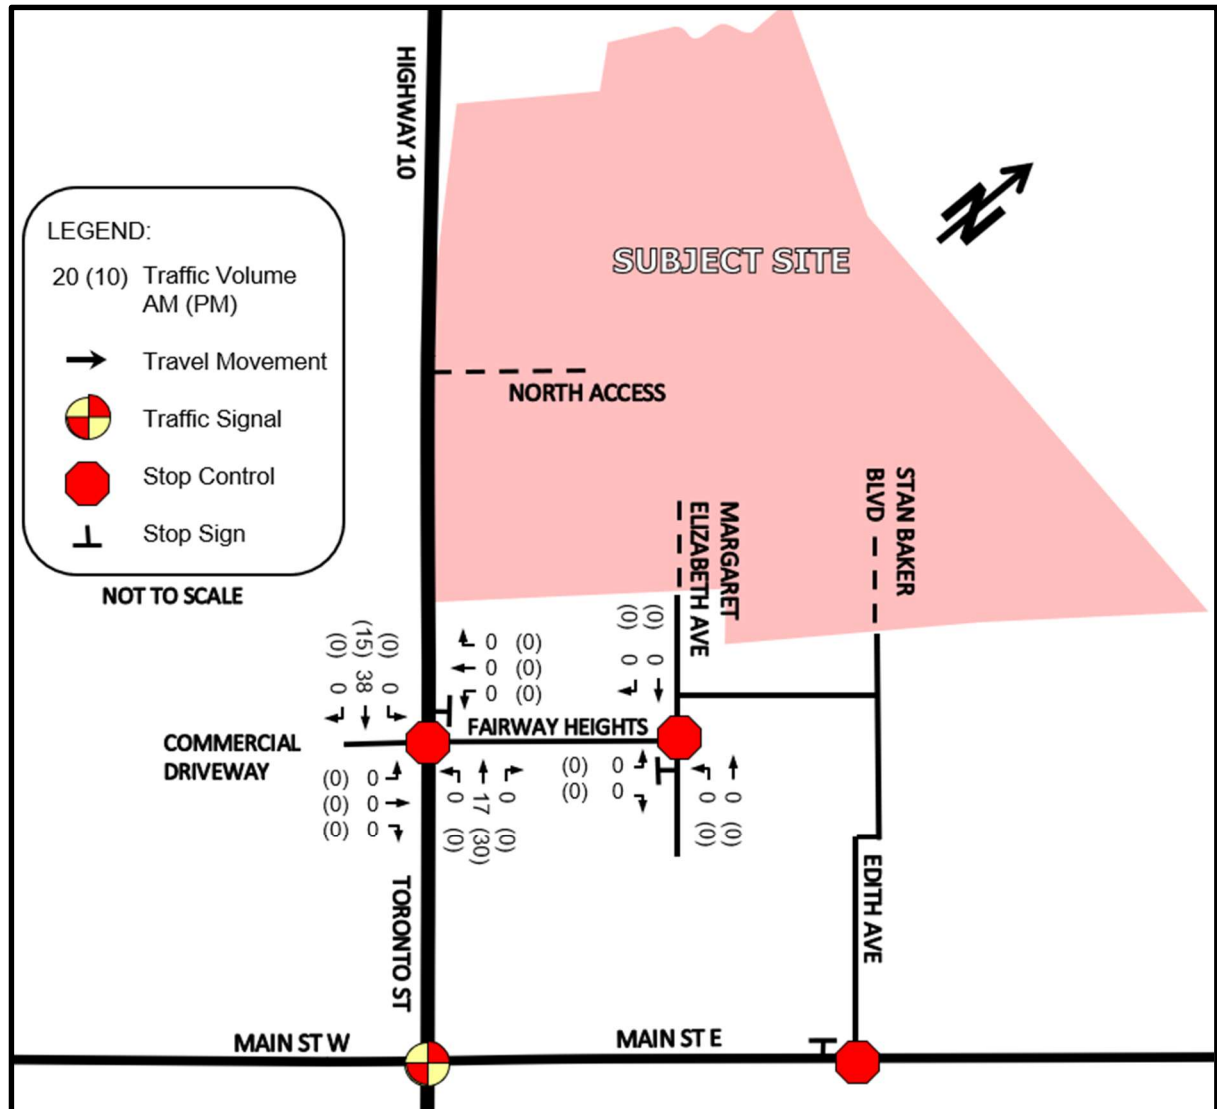 HIGHWAY 10
N
LEGEND:
20 (10) Traffic Volume
AM (PM)
Travel Movement
Traffic Signal
Stop Control
Stop Sign
NOT TO SCALE
SUBJECT SITE
NORTH ACCESS
STAN BAKER
BLVD
MARGARET
ELIZABETH AVE
(0) 0
(15) 38
(0) 0
0 (0)
0 (0)
0 (0)
(0) 0
(0) 0
FAIRWAY HEIGHTS
COMMERCIAL
DRIVEWAY
(0) 0
(0) 0
(0) 0
0 (0)
17 (30)
0 (0)
(0) 0
(0) 0
0 (0)
0 (0)
TORONTO ST
EDITH AVE
MAIN ST W
MAIN ST E